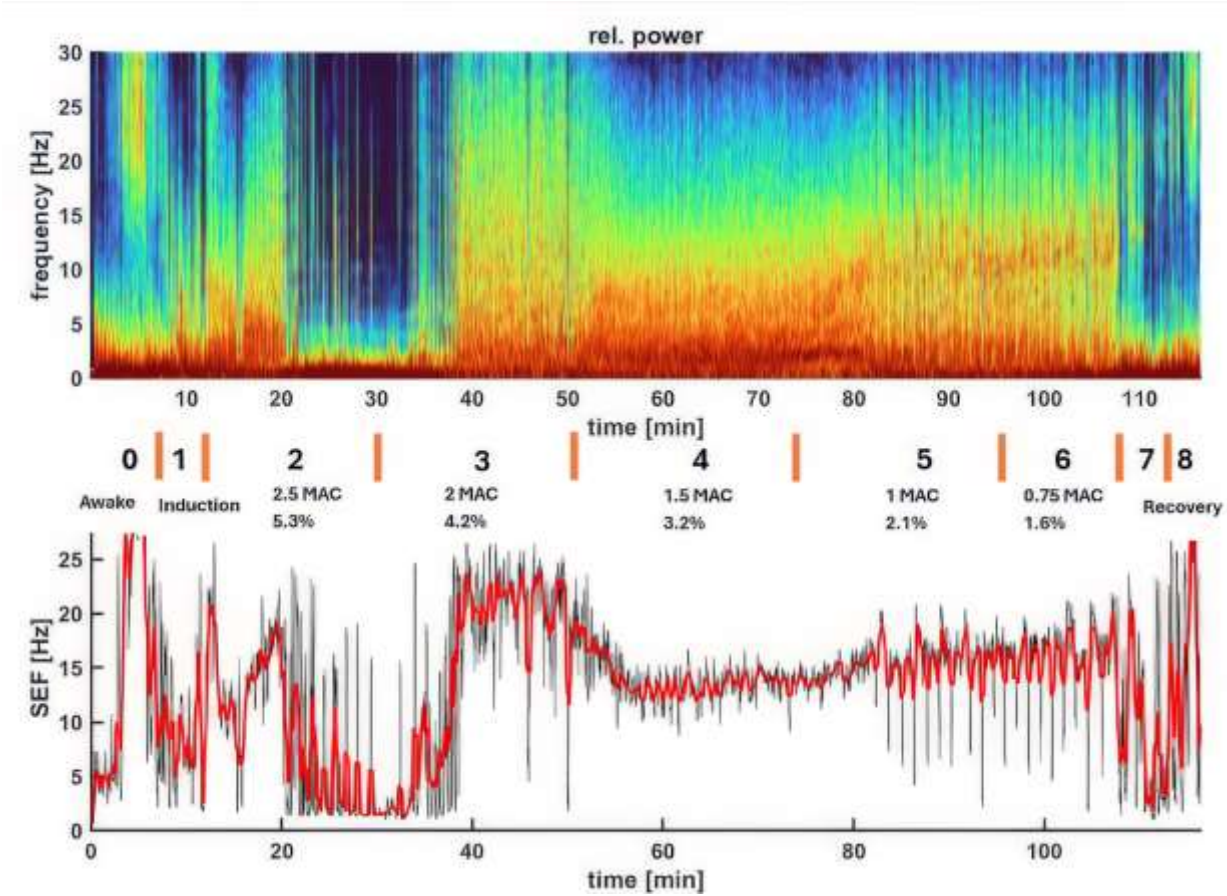 rel. power
30
25
20
15
10
5
0
frequency [Hz]
10 20 30 40 50 60 70 80 90 100 110
time [min]
0 1 2 3 4 5 6 7 8
Awake Induction 2.5 MAC 2 MAC 1.5 MAC 1 MAC 0.75 MAC Recovery
5.3% 4.2% 3.2% 2.1% 1.6%
25
20
15
10
5
0
SEF [Hz]
0 20 40 60 80 100
time [min]